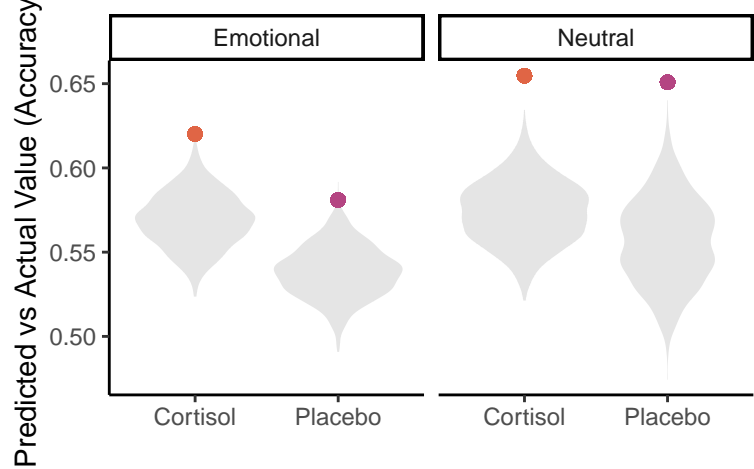 Predicted vs Actual Value (Accuracy
Emotional
Neutral
0.65
0.60
0.55
0.50
Cortisol
Placebo
Cortisol
Placebo